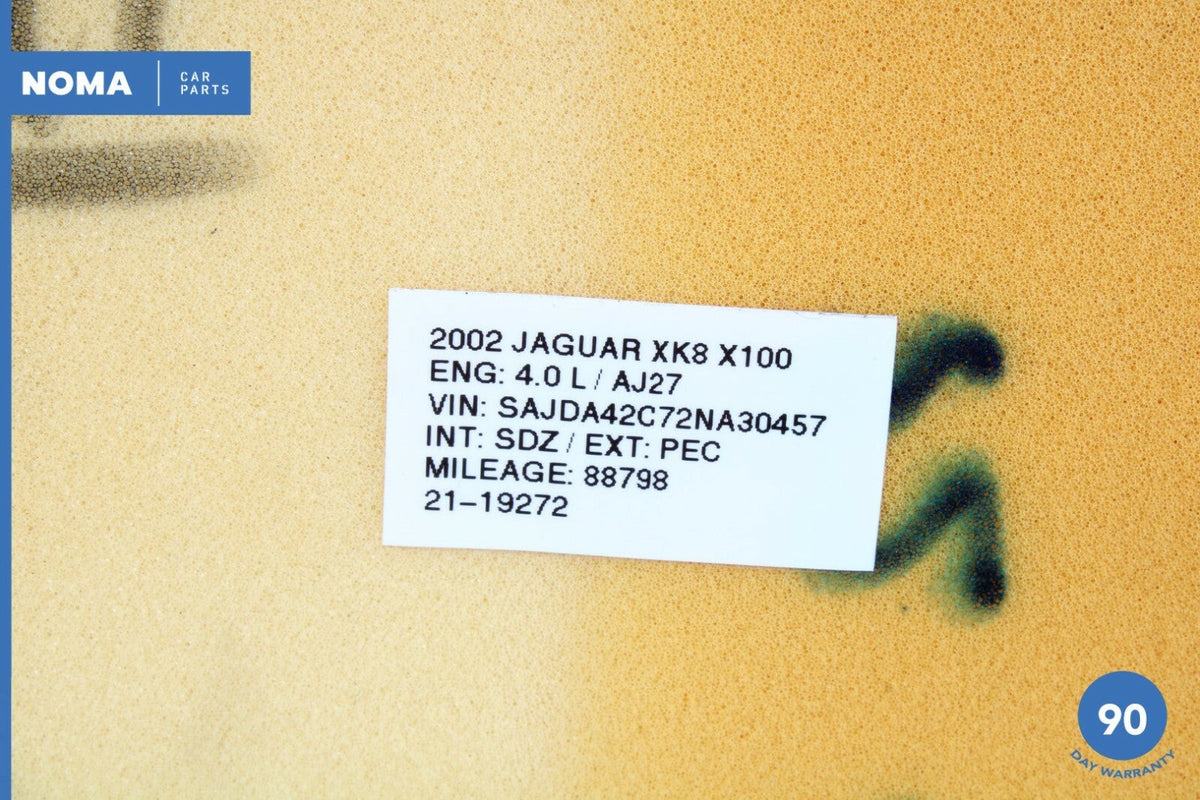 NOMA
CAR
PARTS
2002 JAGUAR XK8 X100
ENG: 4.0 L / AJ27
VIN: SAJDA42C72NA30457
INT: SDZ / EXT: PEC
MILEAGE: 88798
21-19272
90
DAY WARRANTY